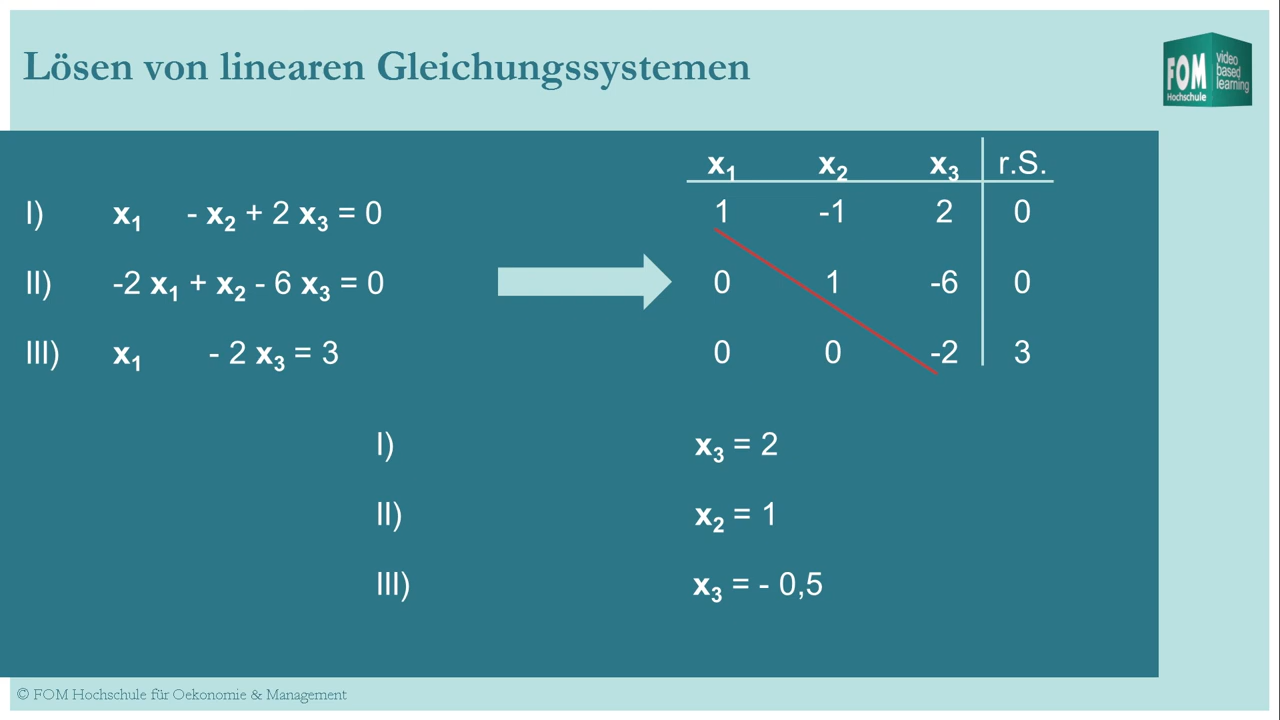 Lösen von linearen Gleichungssystemen
FOM Hochschule
video based learning
x₁ x₂ x₃ r.S.
I) x₁ - x₂ + 2 x₃ = 0
1 -1 2 0
II) -2 x₁ + x₂ - 6 x₃ = 0
0 1 -6 0
III) x₁ - 2 x₃ = 3
0 0 -2 3
I) x₃ = 2
II) x₂ = 1
III) x₃ = - 0,5
© FOM Hochschule für Oekonomie & Management